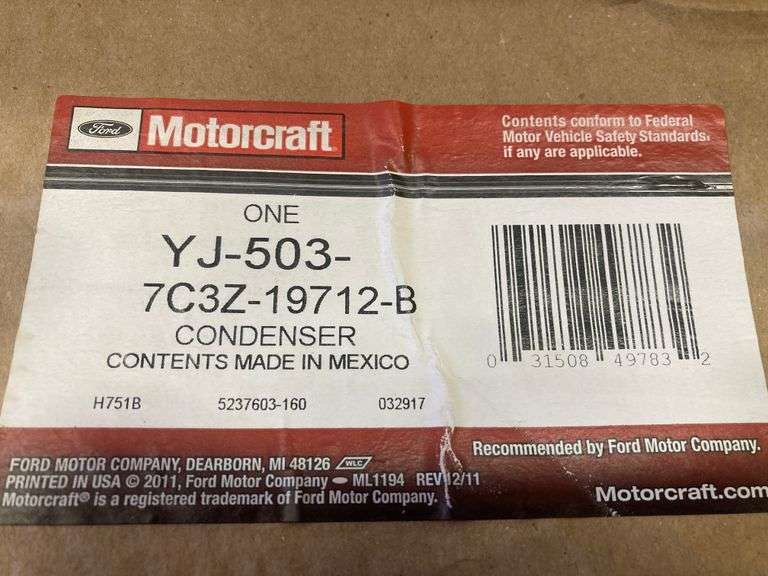 Ford Motorcraft
Contents conform to Federal
Motor Vehicle Safety Standards,
if any are applicable.
ONE
YJ-503-
7C3Z-19712-B
CONDENSER
CONTENTS MADE IN MEXICO
H751B 5237603-160 032917
0 31508 49783 2
Recommended by Ford Motor Company.
FORD MOTOR COMPANY, DEARBORN, MI 48126 WLC
PRINTED IN USA © 2011, Ford Motor Company ML1194 REV 12/11
Motorcraft® is a registered trademark of Ford Motor Company.
Motorcraft.com